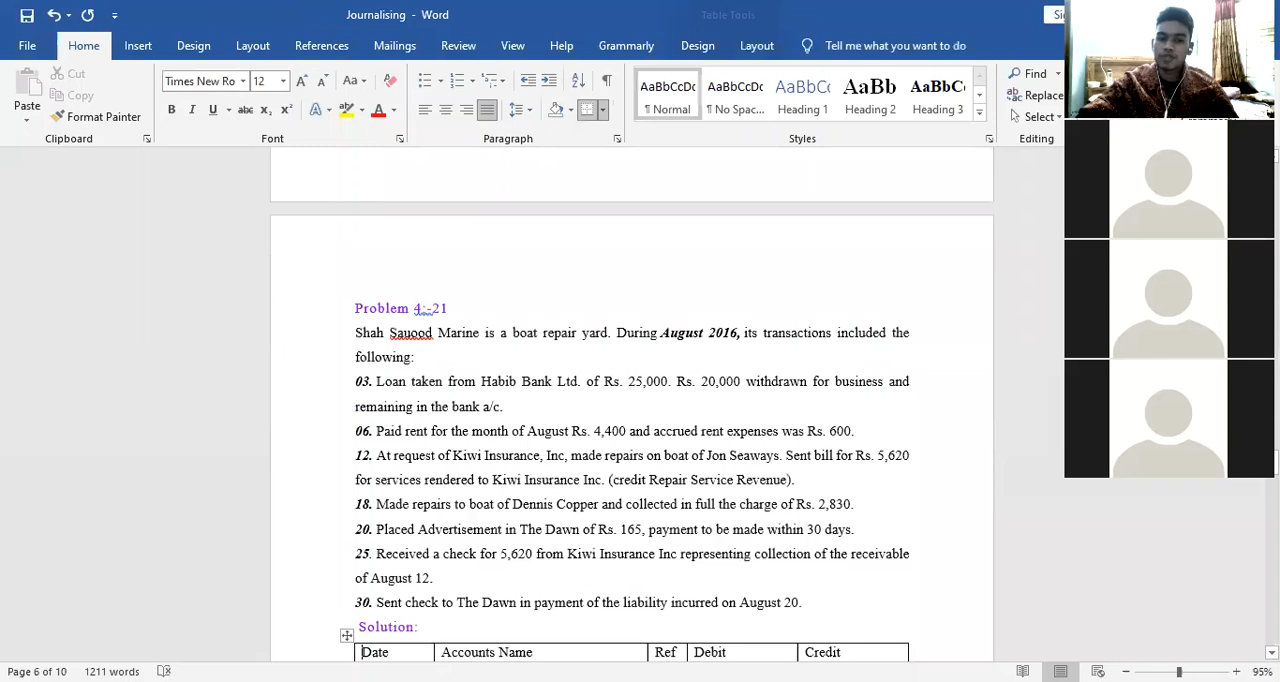 Journalising - Word
Table Tools
File Home Insert Design Layout References Mailings Review View Help Grammarly Design Layout Tell me what you want to do
Cut
Copy
Format Painter
Paste
Clipboard
Times New Ro 12
Font
Paragraph
AaBbCcDc AaBbCcDc AaBbCc AaBb AaBbC
¶ Normal ¶ No Spac... Heading 1 Heading 2 Heading 3
Styles
Find
Replace
Select
Editing
Problem 4:-21
Shah Sauood Marine is a boat repair yard. During August 2016, its transactions included the
following:
03. Loan taken from Habib Bank Ltd. of Rs. 25,000. Rs. 20,000 withdrawn for business and
remaining in the bank a/c.
06. Paid rent for the month of August Rs. 4,400 and accrued rent expenses was Rs. 600.
12. At request of Kiwi Insurance, Inc, made repairs on boat of Jon Seaways. Sent bill for Rs. 5,620
for services rendered to Kiwi Insurance Inc. (credit Repair Service Revenue).
18. Made repairs to boat of Dennis Copper and collected in full the charge of Rs. 2,830.
20. Placed Advertisement in The Dawn of Rs. 165, payment to be made within 30 days.
25. Received a check for 5,620 from Kiwi Insurance Inc representing collection of the receivable
of August 12.
30. Sent check to The Dawn in payment of the liability incurred on August 20.
Solution:
Date Accounts Name Ref Debit Credit
Page 6 of 10 1211 words 95%